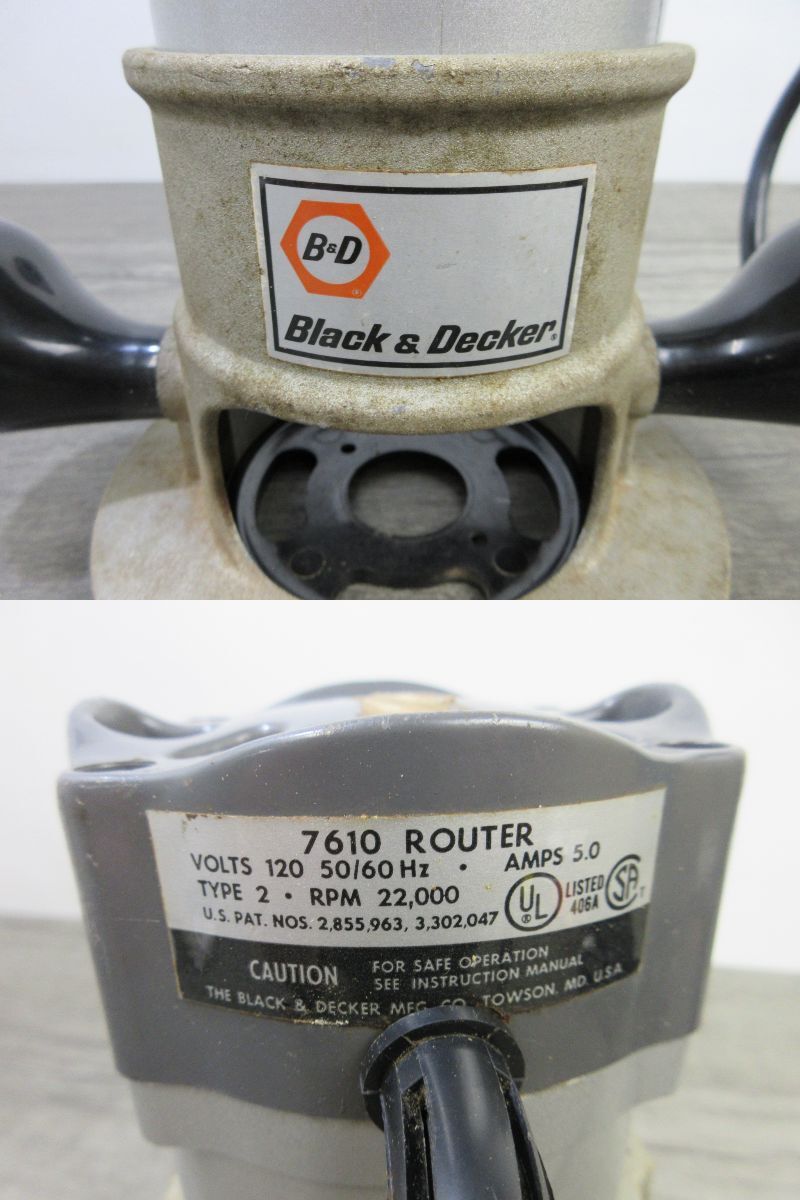 B&D
®
Black & Decker®
7610 ROUTER
VOLTS 120 50/60 Hz • AMPS 5.0
TYPE 2 • RPM 22,000
U.S. PAT. NOS. 2,855,963, 3,302,047
UL ®
LISTED
406A
SA T
CAUTION
FOR SAFE OPERATION
SEE INSTRUCTION MANUAL
THE BLACK & DECKER MFG. CO., TOWSON, MD. U.S.A.